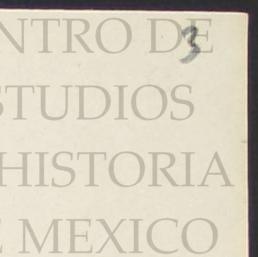 NTRO DE
3
STUDIOS
HISTORIA
E MEXICO